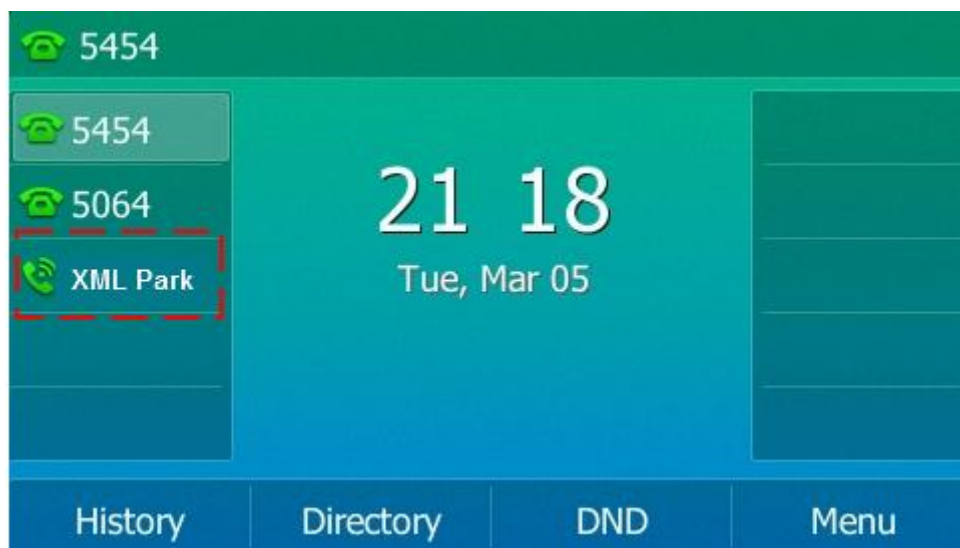 5454
5454
5064
XML Park
21 18
Tue, Mar 05
History Directory DND Menu